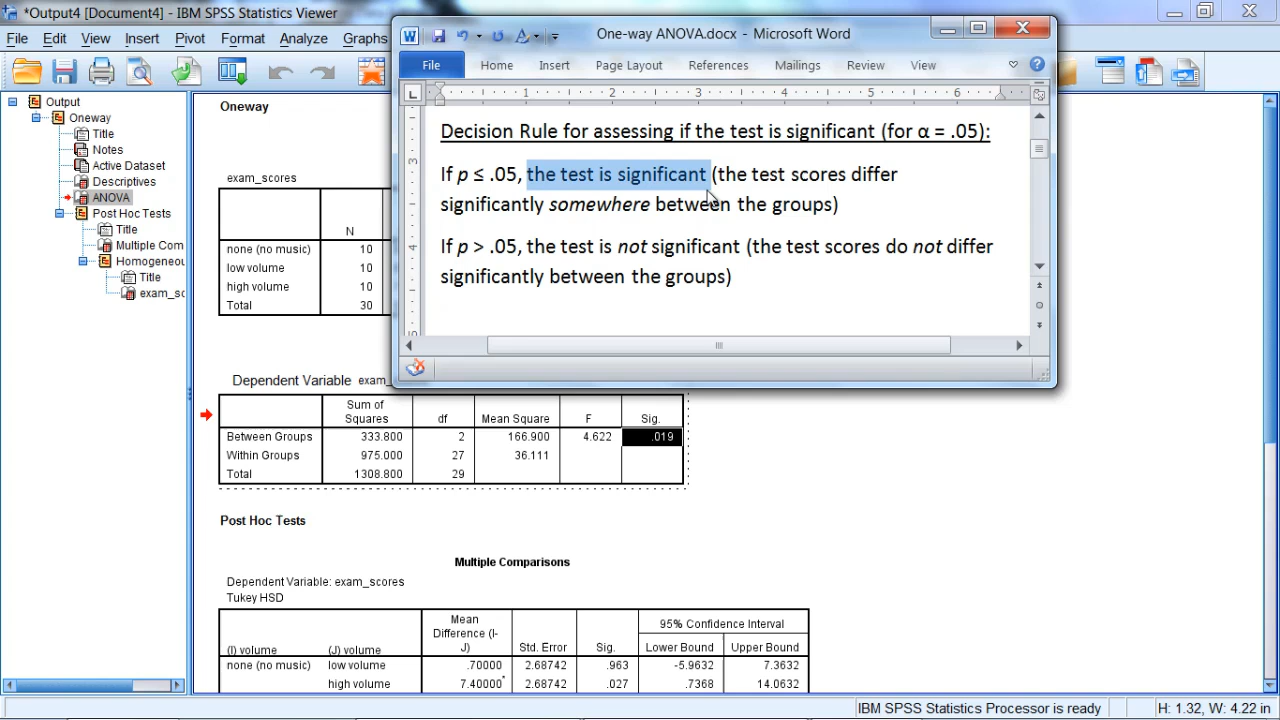 *Output4 [Document4] - IBM SPSS Statistics Viewer
File Edit View Insert Pivot Format Analyze Graphs
One-way ANOVA.docx - Microsoft Word
File Home Insert Page Layout References Mailings Review View
1 2 3 4 5 6
Decision Rule for assessing if the test is significant (for α = .05):
If p ≤ .05, the test is significant (the test scores differ
significantly somewhere between the groups)
If p > .05, the test is not significant (the test scores do not differ
significantly between the groups)
Output
Oneway
Title
Notes
Active Dataset
Descriptives
ANOVA
Post Hoc Tests
Title
Multiple Com
Homogeneou
Title
exam_sc
Oneway
exam_scores
N
none (no music) 10
low volume 10
high volume 10
Total 30
Dependent Variable exam_
Sum of
Squares df Mean Square F Sig.
Between Groups 333.800 2 166.900 4.622 .019
Within Groups 975.000 27 36.111
Total 1308.800 29
Post Hoc Tests
Multiple Comparisons
Dependent Variable: exam_scores
Tukey HSD
(I) volume (J) volume Mean Difference (I-J) Std. Error Sig. 95% Confidence Interval
Lower Bound Upper Bound
none (no music) low volume .70000 2.68742 .963 -5.9632 7.3632
high volume 7.40000* 2.68742 .027 .7368 14.0632
IBM SPSS Statistics Processor is ready H: 1.32, W: 4.22 in